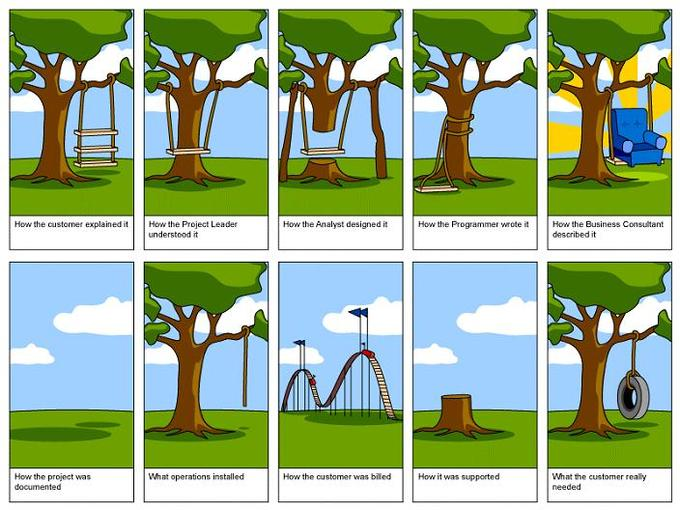 How the customer explained it
How the Project Leader
understood it
How the Analyst designed it
How the Programmer wrote it
How the Business Consultant
described it
How the project was
documented
What operations installed
How the customer was billed
How it was supported
What the customer really
needed